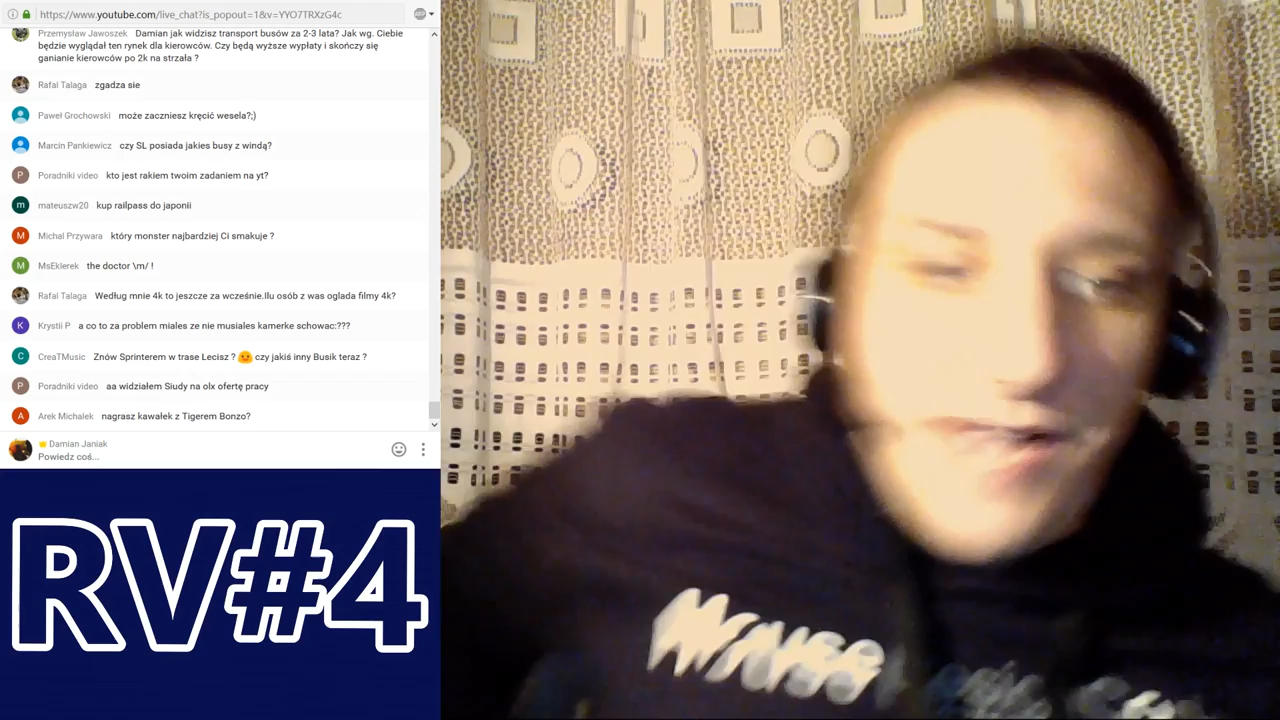 https://www.youtube.com/live_chat?is_popout=1&v=YYO7TRXzG4c
Przemysław Jawoszek Damian jak widzisz transport busów za 2-3 lata? Jak wg. Ciebie
będzie wyglądał ten rynek dla kierowców. Czy będą wyższe wypłaty i skończy się
ganianie kierowców po 2k na strzała ?
Rafal Talaga zgadza sie
Paweł Grochowski może zaczniesz kręcić wesela?;)
Marcin Pankiewicz czy SL posiada jakies busy z windą?
P Poradniki video kto jest rakiem twoim zadaniem na yt?
m mateuszw20 kup railpass do japonii
M Michal Przywara który monster najbardziej Ci smakuje ?
M MsEklerek the doctor \m/ !
Rafal Talaga Według mnie 4k to jeszcze za wcześnie.Ilu osób z was oglada filmy 4k?
K Krystii P a co to za problem miales ze nie musiales kamerke schowac:???
C CreaTMusic Znów Sprinterem w trase Lecisz ? czy jakiś inny Busik teraz ?
P Poradniki video aa widziałem Siudy na olx ofertę pracy
A Arek Michalek nagrasz kawałek z Tigerem Bonzo?
Damian Janiak
Powiedz coś...
RV#4